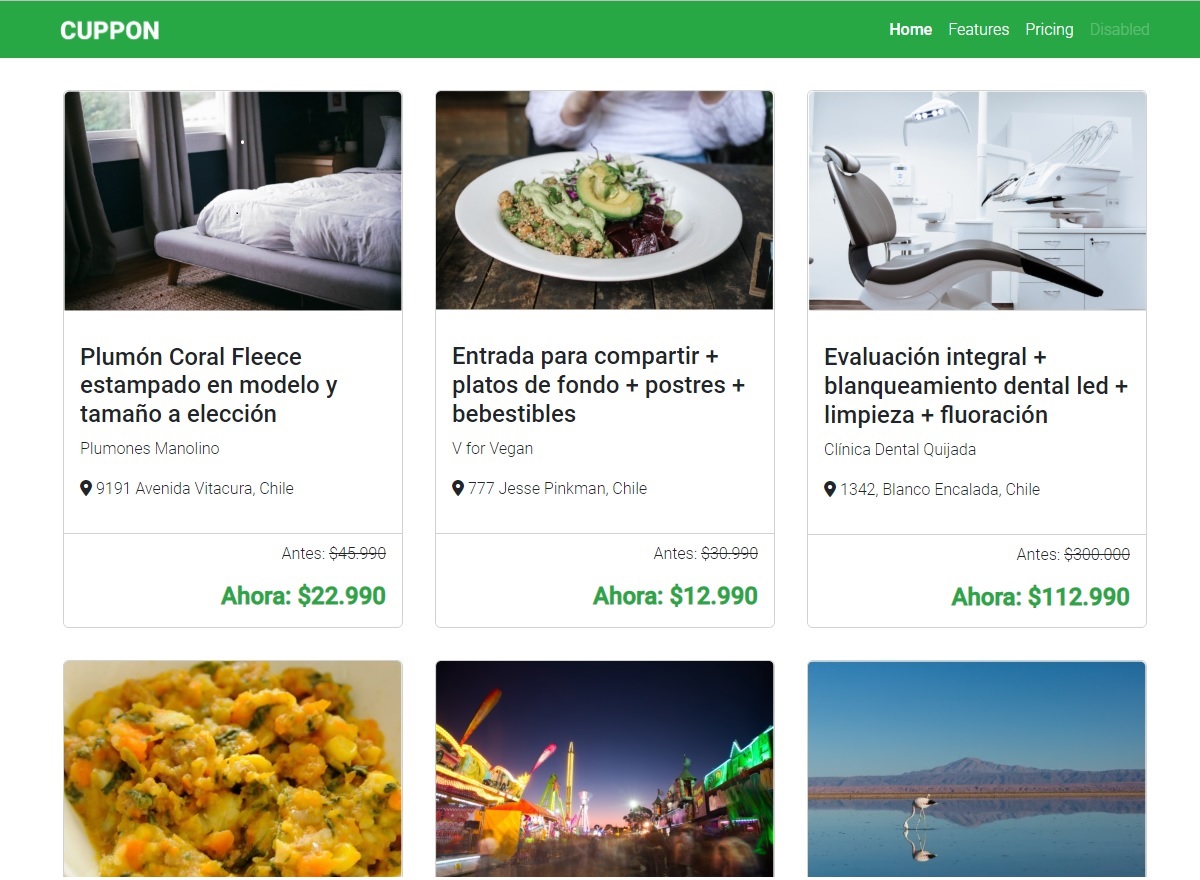 CUPPON
Home Features Pricing Disabled
Plumón Coral Fleece
estampado en modelo y
tamaño a elección
Plumones Manolino
9191 Avenida Vitacura, Chile
Antes: $45.990
Ahora: $22.990
Entrada para compartir +
platos de fondo + postres +
bebestibles
V for Vegan
777 Jesse Pinkman, Chile
Antes: $30.990
Ahora: $12.990
Evaluación integral +
blanqueamiento dental led +
limpieza + fluoración
Clínica Dental Quijada
1342, Blanco Encalada, Chile
Antes: $300.000
Ahora: $112.990